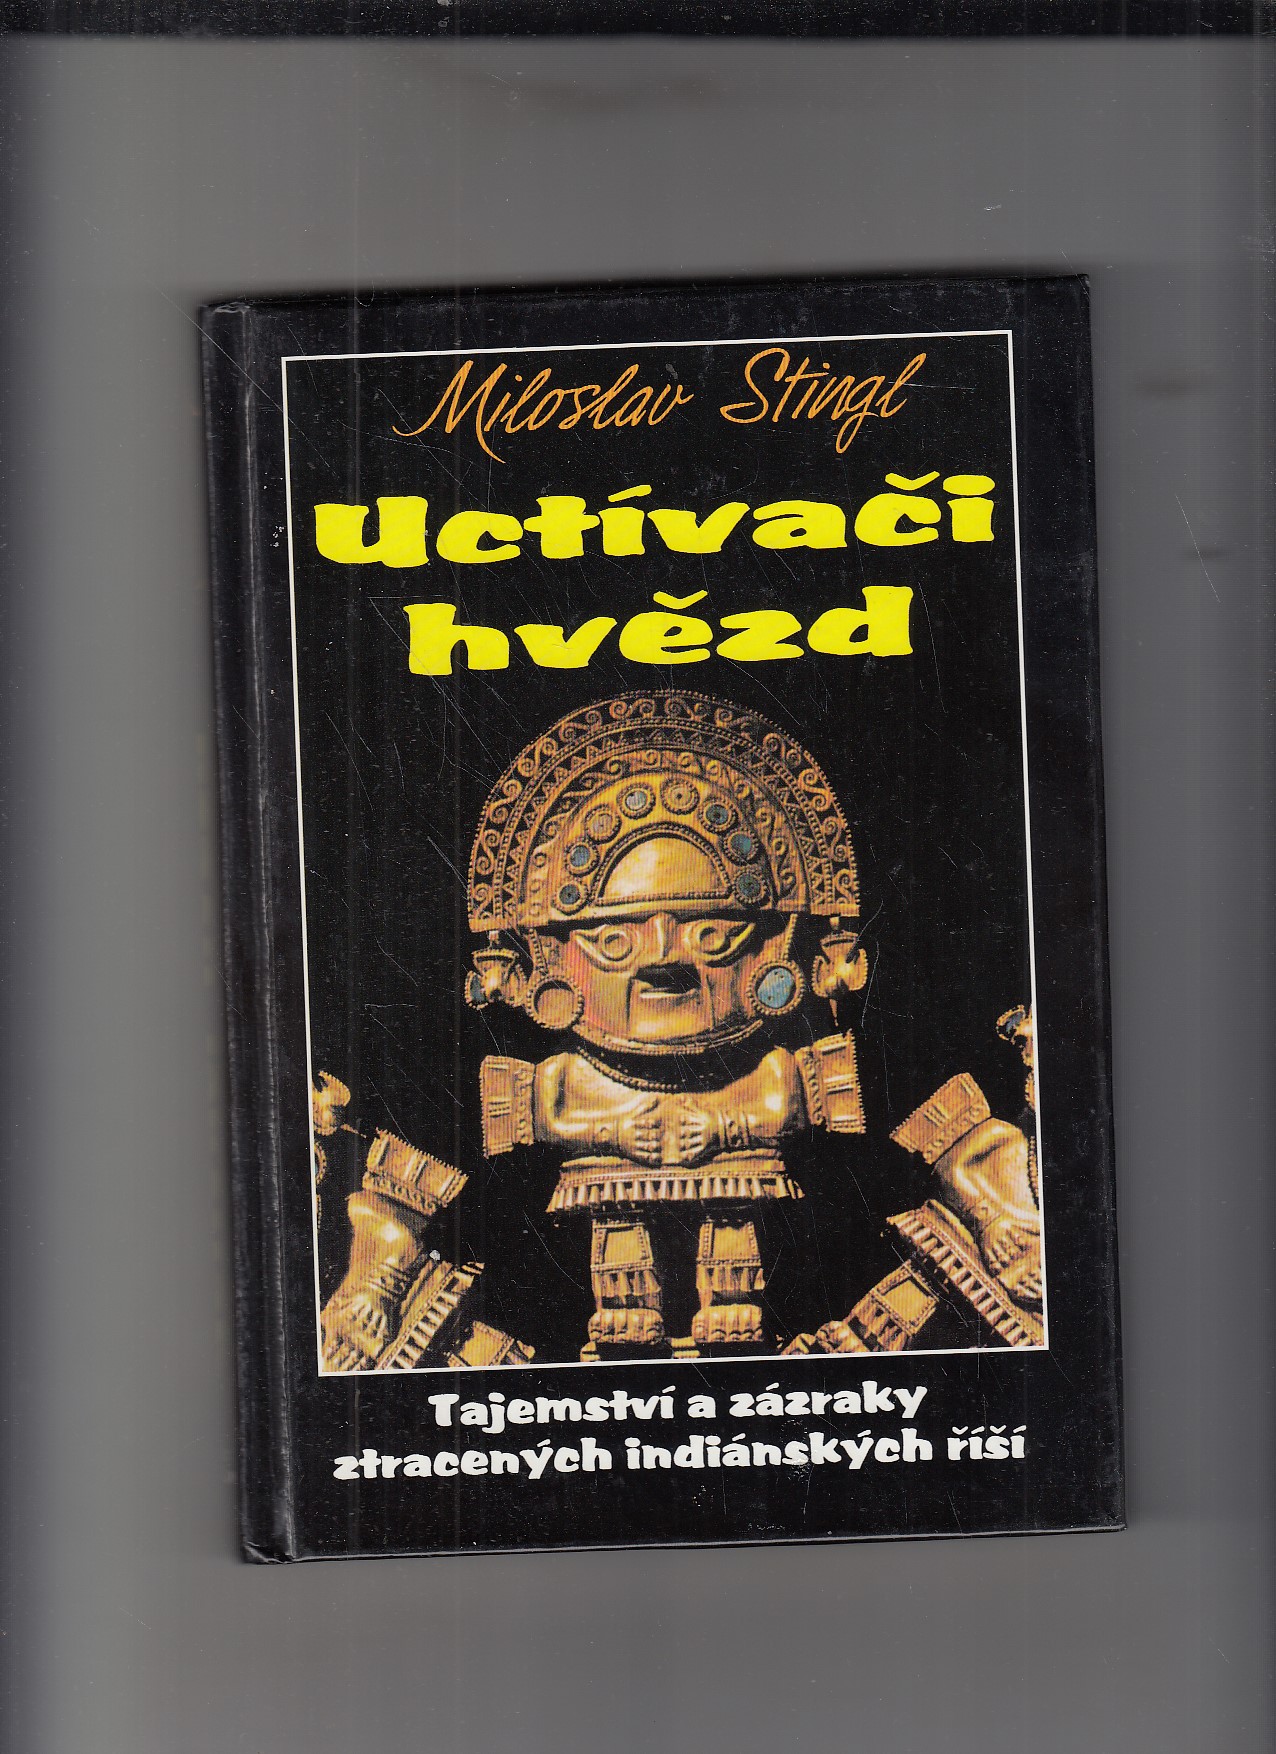 Miloslav Stingl
Uctívači
hvězd
Tajemství a zázraky
ztracených indiánských říší